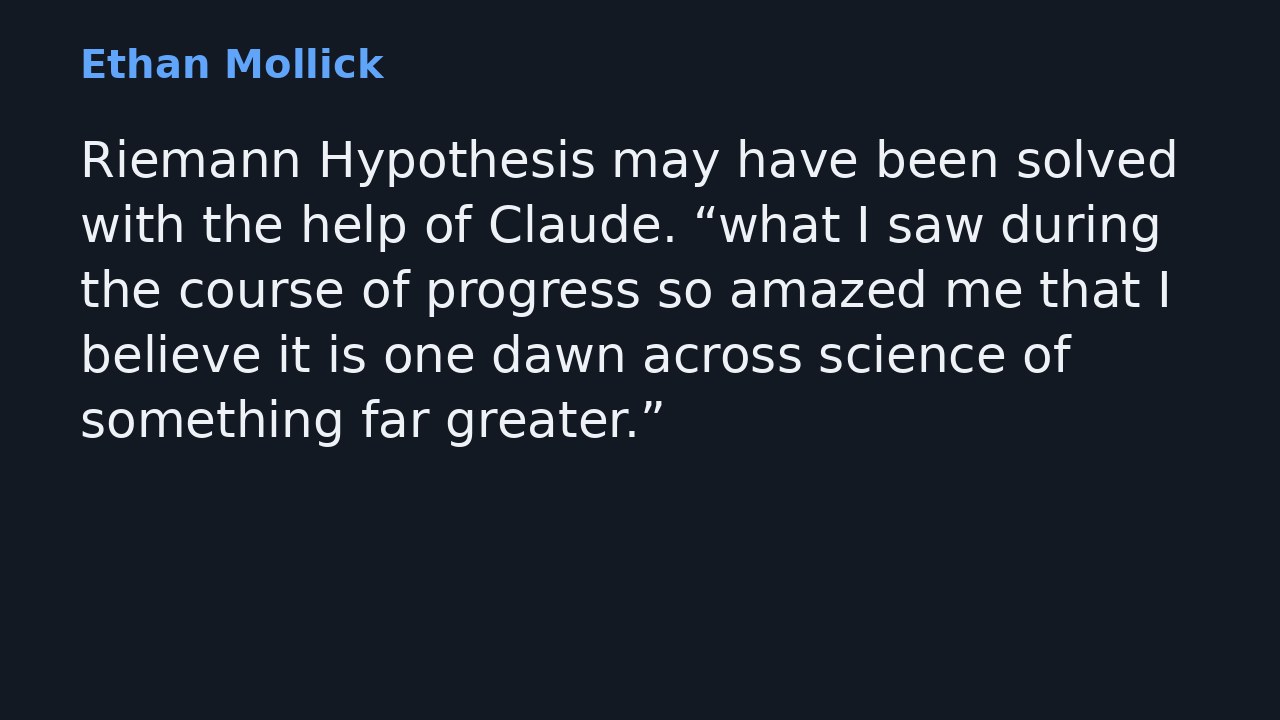 Ethan Mollick
Riemann Hypothesis may have been solved
with the help of Claude. “what I saw during
the course of progress so amazed me that I
believe it is one dawn across science of
something far greater.”